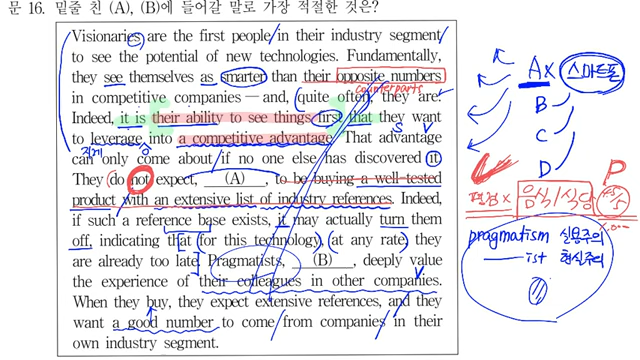 문 16. 밑줄 친 (A), (B)에 들어갈 말로 가장 적절한 것은?
Visionaries are the first people in their industry segment
to see the potential of new technologies. Fundamentally,
they see themselves as smarter than their opposite numbers
counterparts
in competitive companies — and, quite often, they are.
Indeed, it is their ability to see things first that they want
to leverage into a competitive advantage. That advantage
S V
can only come about if no one else has discovered it.
They do not expect, (A), to be buying a well-tested
product with an extensive list of industry references. Indeed,
if such a reference base exists, it may actually turn them
off, indicating that (for this technology), (at any rate) they
are already too late. Pragmatists, (B), deeply value
the experience of their colleagues in other companies.
When they buy, they expect extensive references, and they
want a good number to come from companies in their
own industry segment.
A x 스마트폰
B
C
D
P
음식/식당
pragmatism 실용주의
ist 현실주의